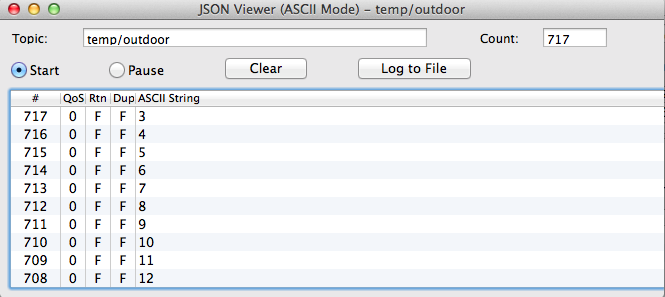 JSON Viewer (ASCII Mode) – temp/outdoor
Topic: temp/outdoor Count: 717
Start Pause Clear Log to File
# QoS Rtn Dup ASCII String
717 0 F F 3
716 0 F F 4
715 0 F F 5
714 0 F F 6
713 0 F F 7
712 0 F F 8
711 0 F F 9
710 0 F F 10
709 0 F F 11
708 0 F F 12